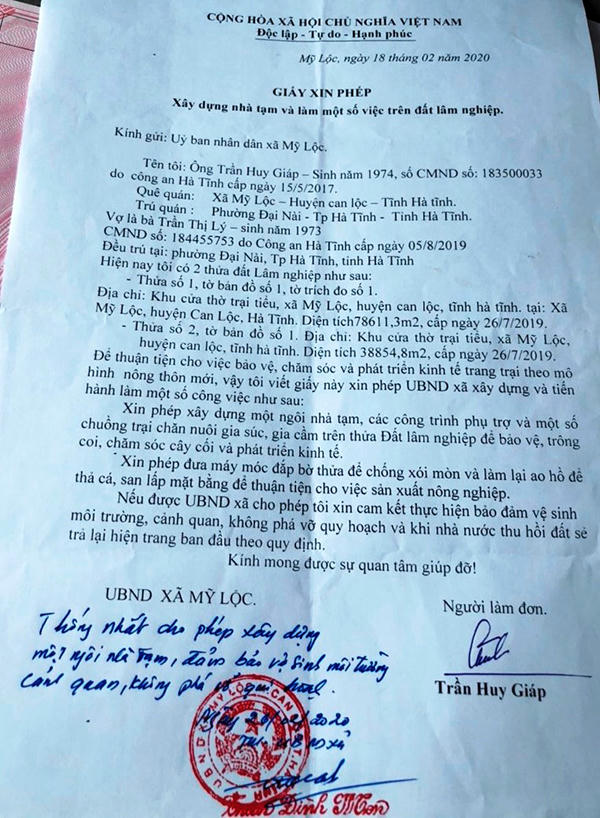 CỘNG HÒA XÃ HỘI CHỦ NGHĨA VIỆT NAM
Độc lập - Tự do - Hạnh phúc
Mỹ Lộc, ngày 18 tháng 02 năm 2020
GIẤY XIN PHÉP
Xây dựng nhà tạm và làm một số việc trên đất lâm nghiệp.
Kính gửi: Uỷ ban nhân dân xã Mỹ Lộc.
Tên tôi: Ông Trần Huy Giáp – Sinh năm 1974, số CMND số: 183500033
do công an Hà Tĩnh cấp ngày 15/5/2017.
Quê quán: Xã Mỹ Lộc – Huyện can lộc – Tĩnh Hà tĩnh.
Trú quán : Phường Đại Nài - Tp Hà Tĩnh - Tỉnh Hà Tĩnh.
Vợ là bà Trần Thị Lý – sinh năm 1973
CMND số: 184455753 do Công an Hà Tĩnh cấp ngày 05/8/2019
Đều trú tại: phường Đại Nài, Tp Hà Tĩnh, tỉnh Hà Tĩnh
Hiện nay tôi có 2 thửa đất Lâm nghiệp như sau:
- Thửa số 1, tờ bản đồ số 1, tờ trích đo số 1.
Địa chỉ: Khu cửa thờ trại tiểu, xã Mỹ Lộc, huyện can lộc, tĩnh hà tĩnh. tại: Xã
Mỹ Lộc, huyện Can Lộc, Hà Tĩnh. Diện tích78611,3m2, cấp ngày 26/7/2019.
- Thửa số 2, tờ bản đồ số 1. Địa chỉ: Khu cửa thờ trại tiểu, xã Mỹ Lộc,
huyện can lộc, tĩnh hà tĩnh. Diện tích 38854,8m2, cấp ngày 26/7/2019.
Để thuận tiện cho việc bảo vệ, chăm sóc và phát triển kinh tế trang trại theo mô
hình nông thôn mới, vậy tôi viết giấy này xin phép UBND xã xây dựng và tiến
hành làm một số công việc như sau:
Xin phép xây dựng một ngôi nhà tạm, các công trình phụ trợ và một số
chuồng trại chăn nuôi gia súc, gia cầm trên thửa Đất lâm nghiệp để bảo vệ, trông
coi, chăm sóc cây cối và phát triển kinh tế.
Xin phép đưa máy móc đắp bờ thửa để chống xói mòn và làm lại ao hồ để
thả cá, san lấp mặt bằng để thuận tiện cho việc sản xuất nông nghiệp.
Nếu được UBND xã cho phép tôi xin cam kết thực hiện bảo đảm vệ sinh
môi trường, cảnh quan, không phá vỡ quy hoạch và khi nhà nước thu hồi đất sẽ
trả lại hiện trang ban đầu theo quy định.
Kính mong được sự quan tâm giúp đỡ!
UBND XÃ MỸ LỘC.
Người làm đơn.
Thống nhất cho phép xây dựng
một ngôi nhà tạm, đảm bảo vệ sinh môi trường
cảnh quan, không phá vỡ qui hoạch.
Ngày 20/02/2020
Trần Huy Giáp